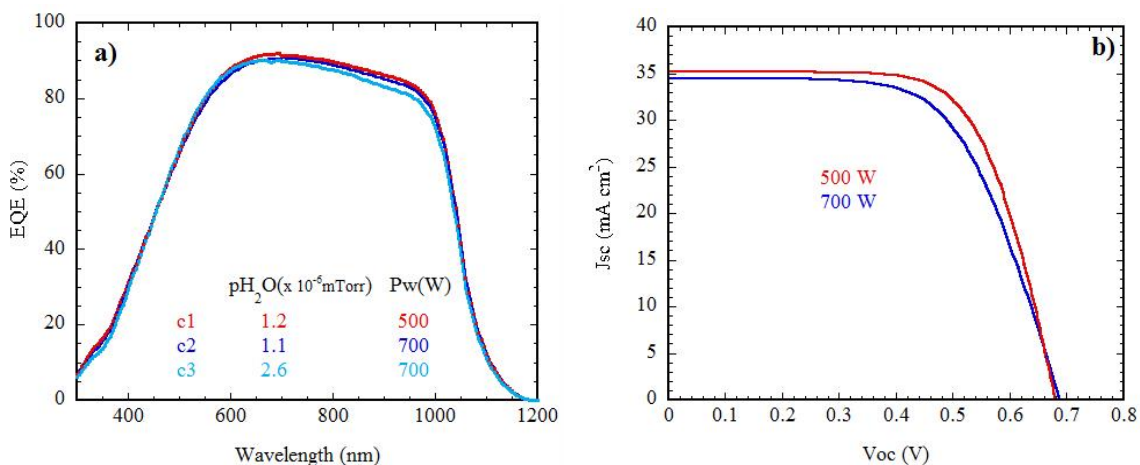 a)
100
80
60
40
20
0
EQE (%)
pH₂O(x 10⁻⁶mTorr) Pw(W)
c1 1.2 500
c2 1.1 700
c3 2.6 700
400 600 800 1000 1200
Wavelength (nm)
b)
40
35
30
25
20
15
10
5
0
Jsc (mA cm⁻²)
500 W
700 W
0 0.1 0.2 0.3 0.4 0.5 0.6 0.7 0.8
Voc (V)